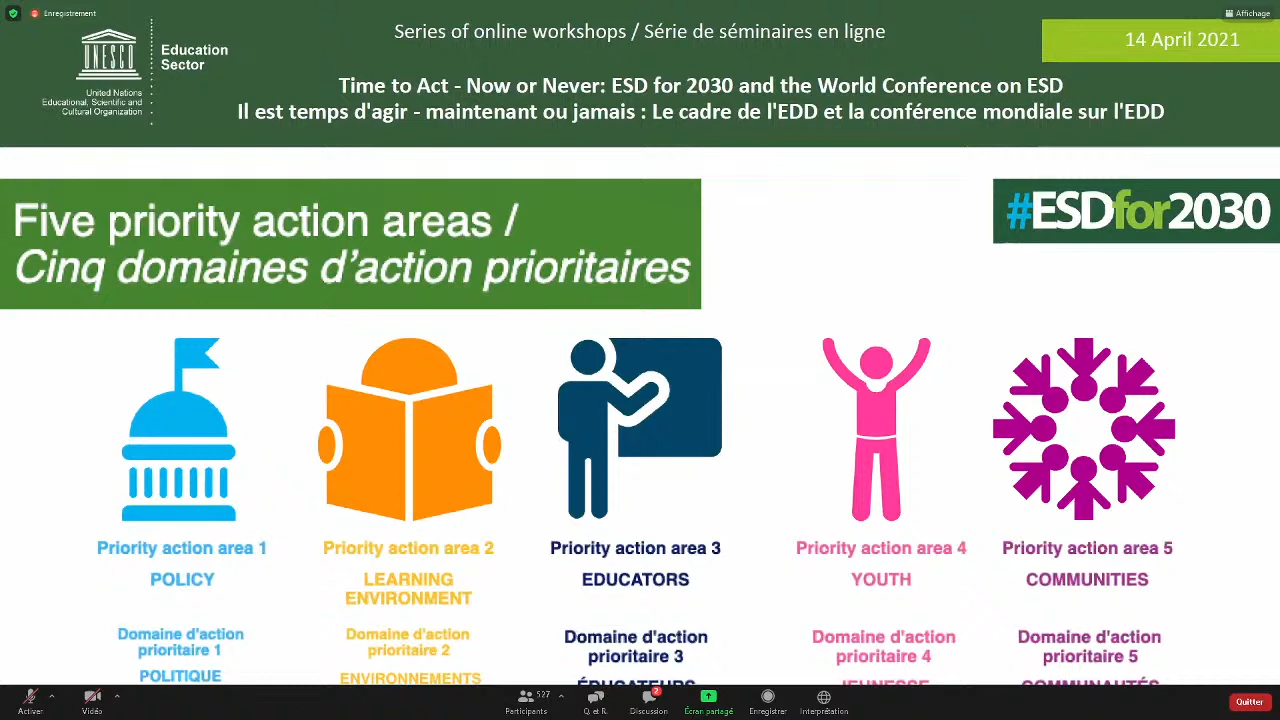 Enregistrement
Affichage
UNESCO
Education
Sector
United Nations
Educational, Scientific and
Cultural Organization
Series of online workshops / Série de séminaires en ligne
14 April 2021
Time to Act - Now or Never: ESD for 2030 and the World Conference on ESD
Il est temps d'agir - maintenant ou jamais : Le cadre de l'EDD et la conférence mondiale sur l'EDD
Five priority action areas /
Cinq domaines d'action prioritaires
#ESDfor2030
Priority action area 1
POLICY
Domaine d'action
prioritaire 1
POLITIQUE
Priority action area 2
LEARNING
ENVIRONMENT
Domaine d'action
prioritaire 2
ENVIRONNEMENTS
Priority action area 3
EDUCATORS
Domaine d'action
prioritaire 3
ÉDUCATEURS
Priority action area 4
YOUTH
Domaine d'action
prioritaire 4
JEUNESSE
Priority action area 5
COMMUNITIES
Domaine d'action
prioritaire 5
COMMUNAUTÉS
Activer
Vidéo
527
Participants
Q. et R.
2
Discussion
Écran partagé
Enregistrer
Interprétation
Quitter